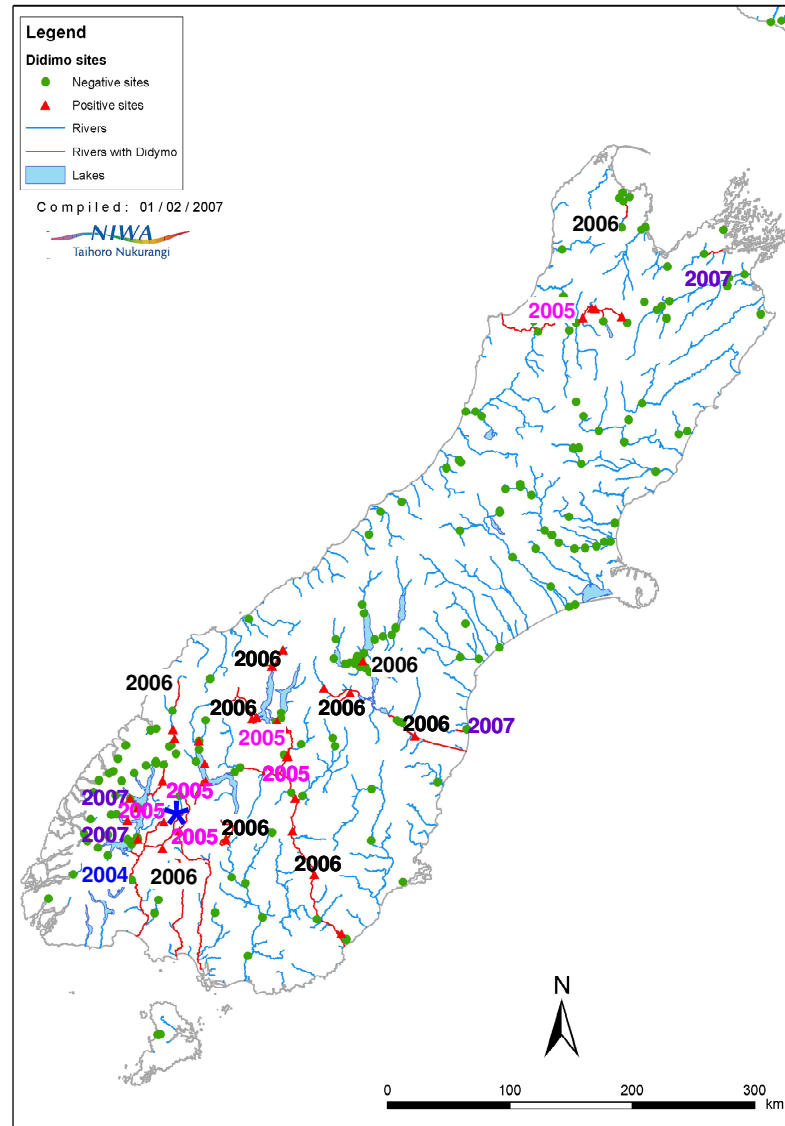 Legend
Didimo sites
Negative sites
Positive sites
Rivers
Rivers with Didymo
Lakes
Compiled: 01/02/2007
NIWA
Taihoro Nukurangi
2006
2007
2005
2006
2006
2006
2006
2006
2006
2007
2005
2005
2007
2005
2005
2007
2005
2006
2006
2004
2006
N
0 100 200 300
km